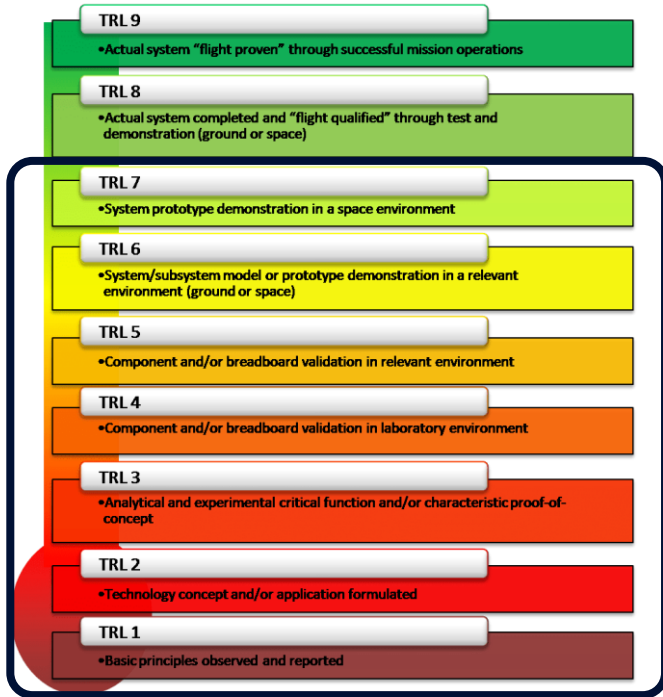 TRL 9
•Actual system “flight proven” through successful mission operations
TRL 8
•Actual system completed and “flight qualified” through test and
demonstration (ground or space)
TRL 7
•System prototype demonstration in a space environment
TRL 6
•System/subsystem model or prototype demonstration in a relevant
environment (ground or space)
TRL 5
•Component and/or breadboard validation in relevant environment
TRL 4
•Component and/or breadboard validation in laboratory environment
TRL 3
•Analytical and experimental critical function and/or characteristic proof-of-
concept
TRL 2
•Technology concept and/or application formulated
TRL 1
•Basic principles observed and reported